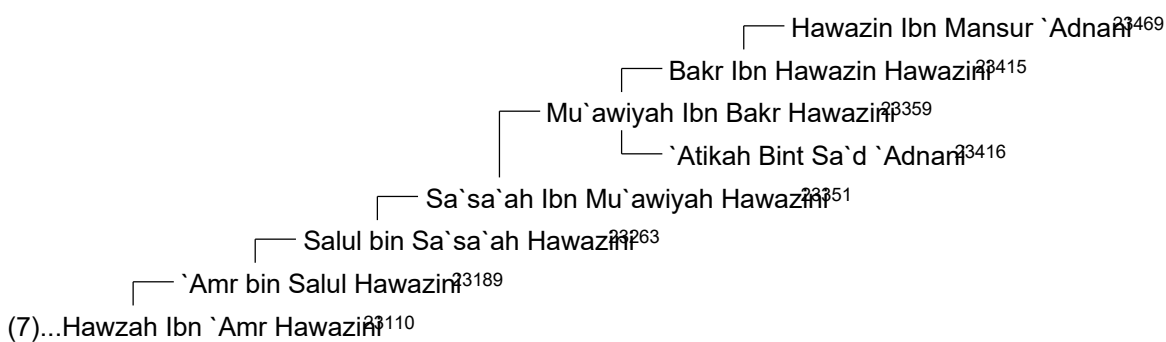 Hawazin Ibn Mansur `Adnani23469
Bakr Ibn Hawazin Hawazini23415
Mu`awiyah Ibn Bakr Hawazini23359
`Atikah Bint Sa`d `Adnani23416
Sa`sa`ah Ibn Mu`awiyah Hawazini23351
Salul bin Sa`sa`ah Hawazini23263
`Amr bin Salul Hawazini23189
(7)...Hawzah Ibn `Amr Hawazini23110